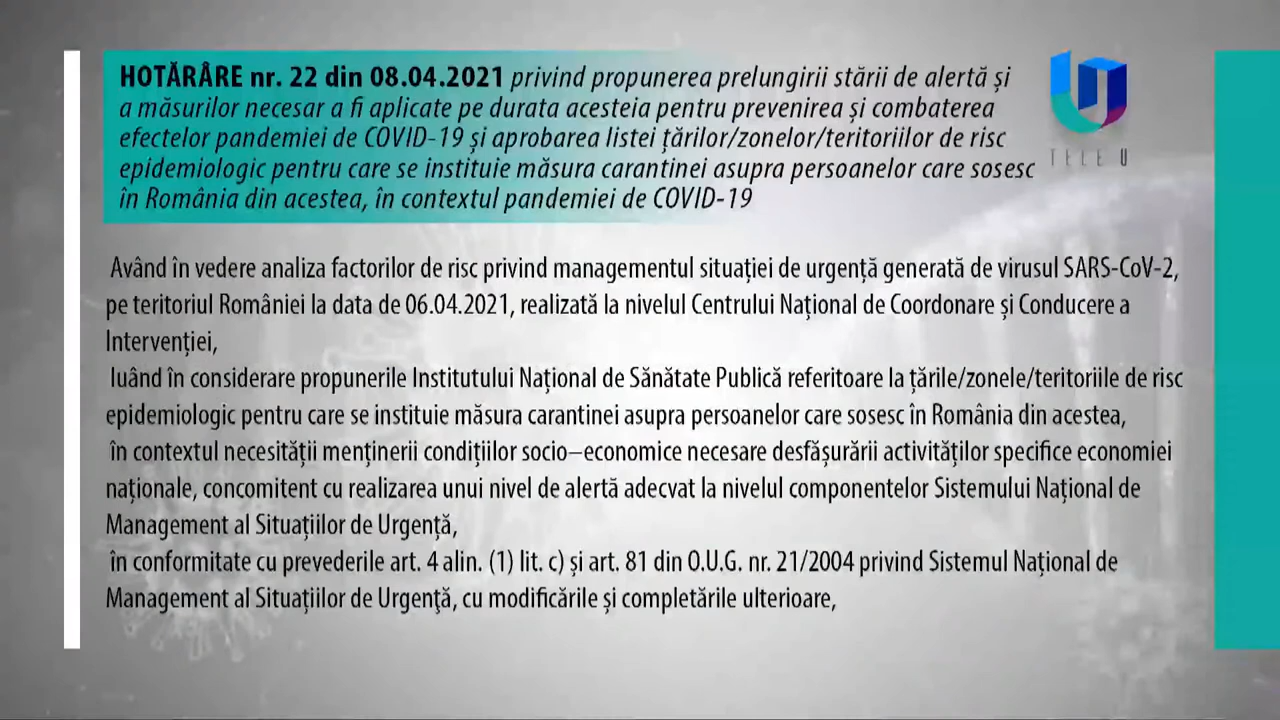 HOTĂRÂRE nr. 22 din 08.04.2021 privind propunerea prelungirii stării de alertă și
a măsurilor necesar a fi aplicate pe durata acesteia pentru prevenirea și combaterea
efectelor pandemiei de COVID-19 și aprobarea listei țărilor/zonelor/teritoriilor de risc
epidemiologic pentru care se instituie măsura carantinei asupra persoanelor care sosesc
în România din acestea, în contextul pandemiei de COVID-19
TELE U
Având în vedere analiza factorilor de risc privind managementul situației de urgență generată de virusul SARS-CoV-2,
pe teritoriul României la data de 06.04.2021, realizată la nivelul Centrului Național de Coordonare și Conducere a
Intervenției,
Iuând în considerare propunerile Institutului Național de Sănătate Publică referitoare la țările/zonele/teritoriile de risc
epidemiologic pentru care se instituie măsura carantinei asupra persoanelor care sosesc în România din acestea,
în contextul necesității menținerii condițiilor socio–economice necesare desfășurării activităților specifice economiei
naționale, concomitent cu realizarea unui nivel de alertă adecvat la nivelul componentelor Sistemului Național de
Management al Situațiilor de Urgență,
în conformitate cu prevederile art. 4 alin. (1) lit. c) și art. 81 din O.U.G. nr. 21/2004 privind Sistemul Național de
Management al Situațiilor de Urgenţă, cu modificările și completările ulterioare,